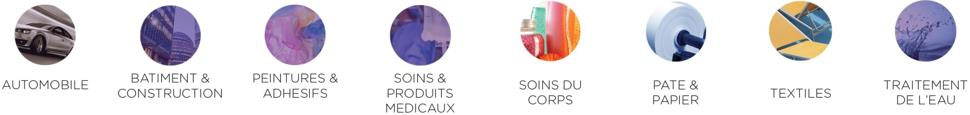 AUTOMOBILE
BATIMENT &
CONSTRUCTION
PEINTURES &
ADHESIFS
SOINS &
PRODUITS
MEDICAUX
SOINS DU
CORPS
PATE &
PAPIER
TEXTILES
TRAITEMENT
DE L'EAU